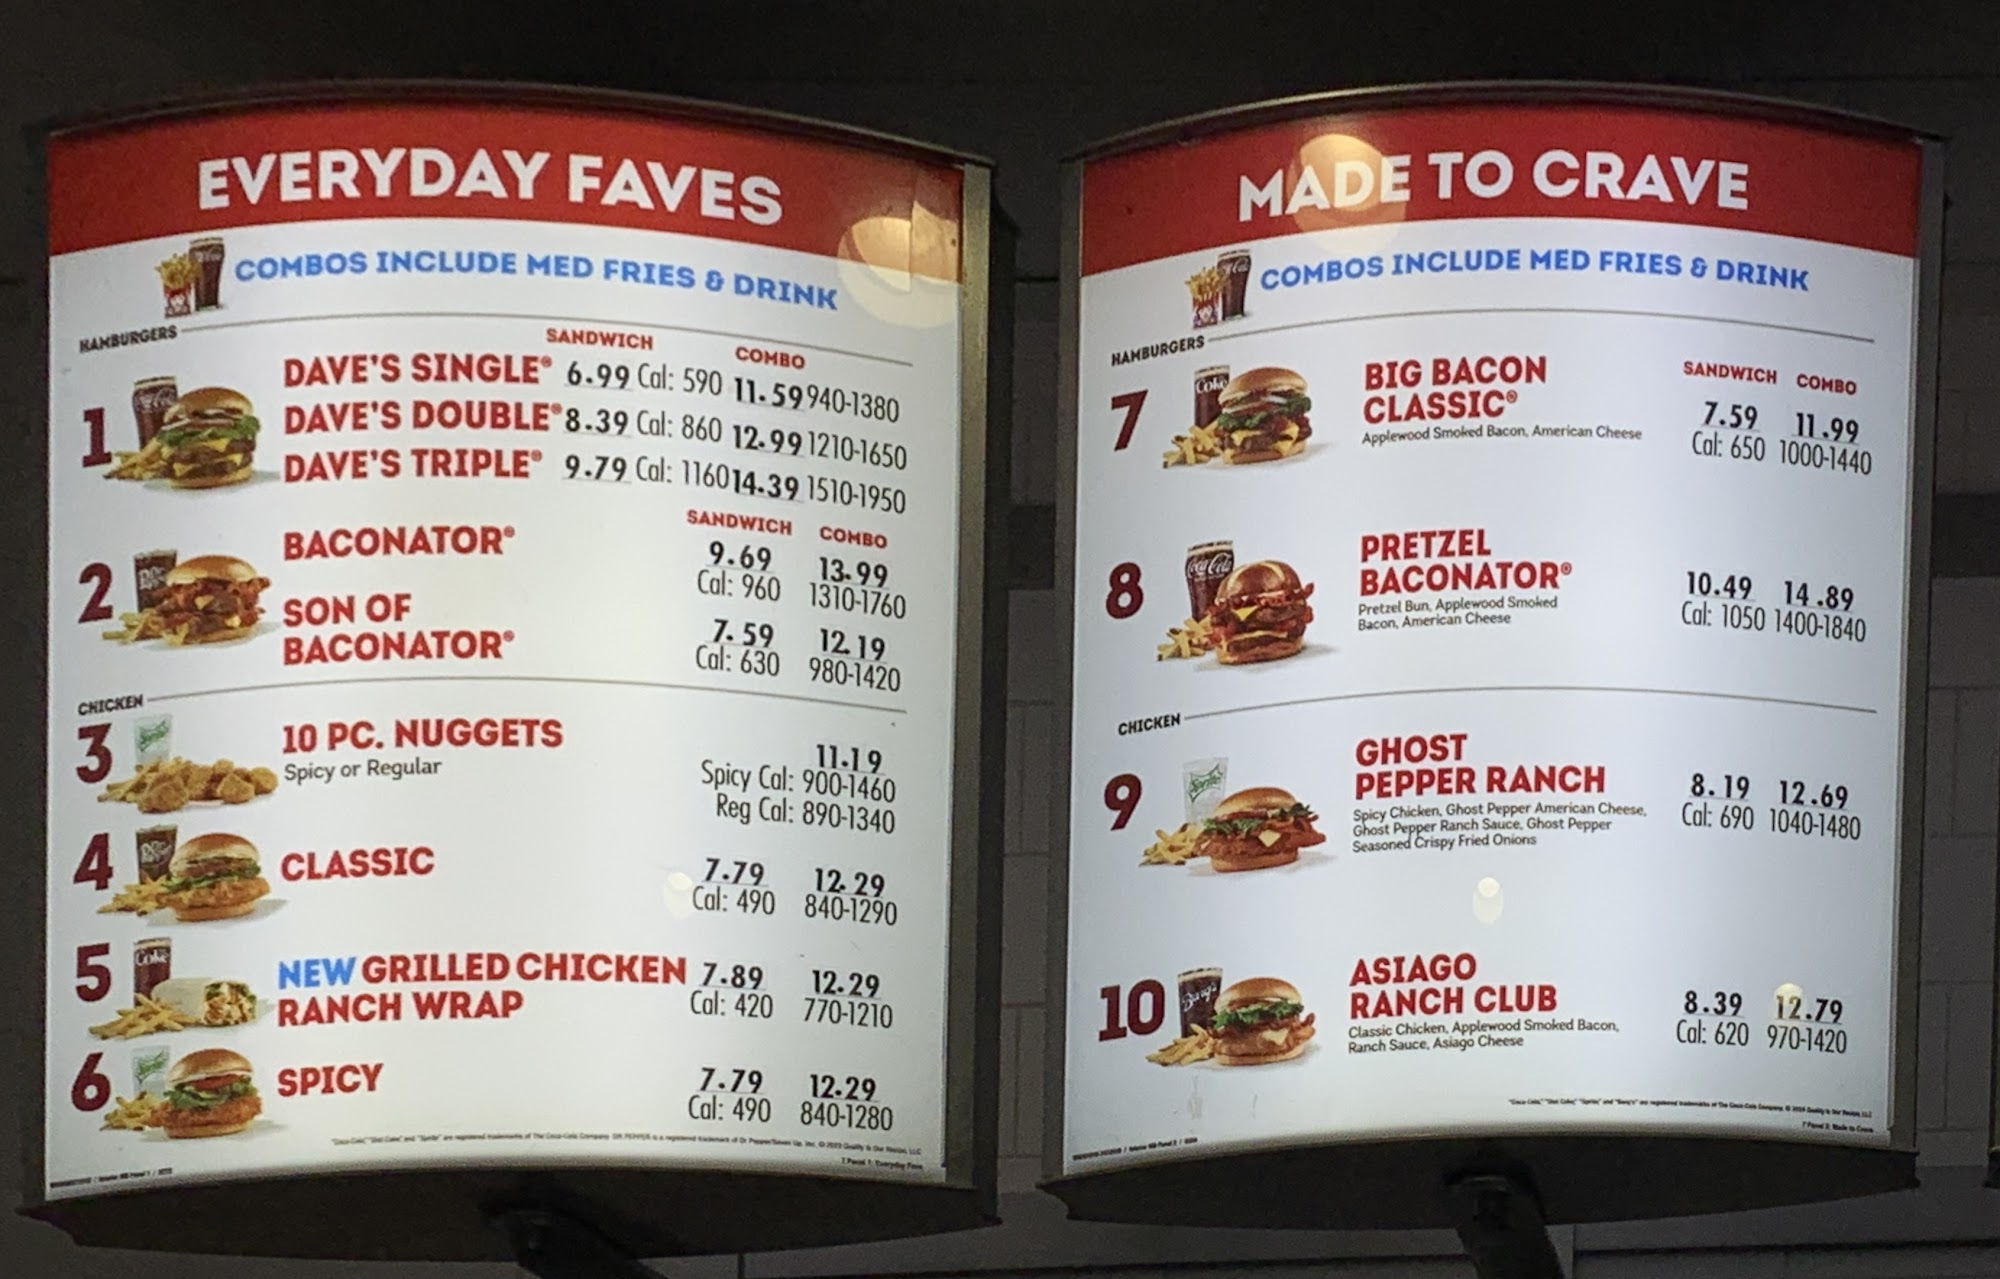 EVERYDAY FAVES
COMBOS INCLUDE MED FRIES & DRINK
HAMBURGERS
SANDWICH COMBO
1
DAVE'S SINGLE® 6.99 Cal: 590 11.59 940-1380
DAVE'S DOUBLE® 8.39 Cal: 860 12.99 1210-1650
DAVE'S TRIPLE® 9.79 Cal: 1160 14.39 1510-1950
SANDWICH COMBO
2
BACONATOR® 9.69 13.99
Cal: 960 1310-1760
SON OF
BACONATOR® 7.59 12.19
Cal: 630 980-1420
CHICKEN
3
10 PC. NUGGETS 11.19
Spicy or Regular
Spicy Cal: 900-1460
Reg Cal: 890-1340
4
CLASSIC 7.79 12.29
Cal: 490 840-1290
5
Coke
NEW GRILLED CHICKEN 7.89 12.29
RANCH WRAP Cal: 420 770-1210
6
SPICY 7.79 12.29
Cal: 490 840-1280
MADE TO CRAVE
COMBOS INCLUDE MED FRIES & DRINK
HAMBURGERS
SANDWICH COMBO
7
Coke
BIG BACON
CLASSIC® 7.59 11.99
Applewood Smoked Bacon, American Cheese
Cal: 650 1000-1440
8
Coca-Cola
PRETZEL
BACONATOR® 10.49 14.89
Pretzel Bun, Applewood Smoked
Bacon, American Cheese
Cal: 1050 1400-1840
CHICKEN
9
Sprite
GHOST
PEPPER RANCH 8.19 12.69
Spicy Chicken, Ghost Pepper American Cheese,
Ghost Pepper Ranch Sauce, Ghost Pepper
Seasoned Crispy Fried Onions
Cal: 690 1040-1480
10
Barq's
ASIAGO
RANCH CLUB 8.39 12.79
Classic Chicken, Applewood Smoked Bacon,
Ranch Sauce, Asiago Cheese
Cal: 620 970-1420